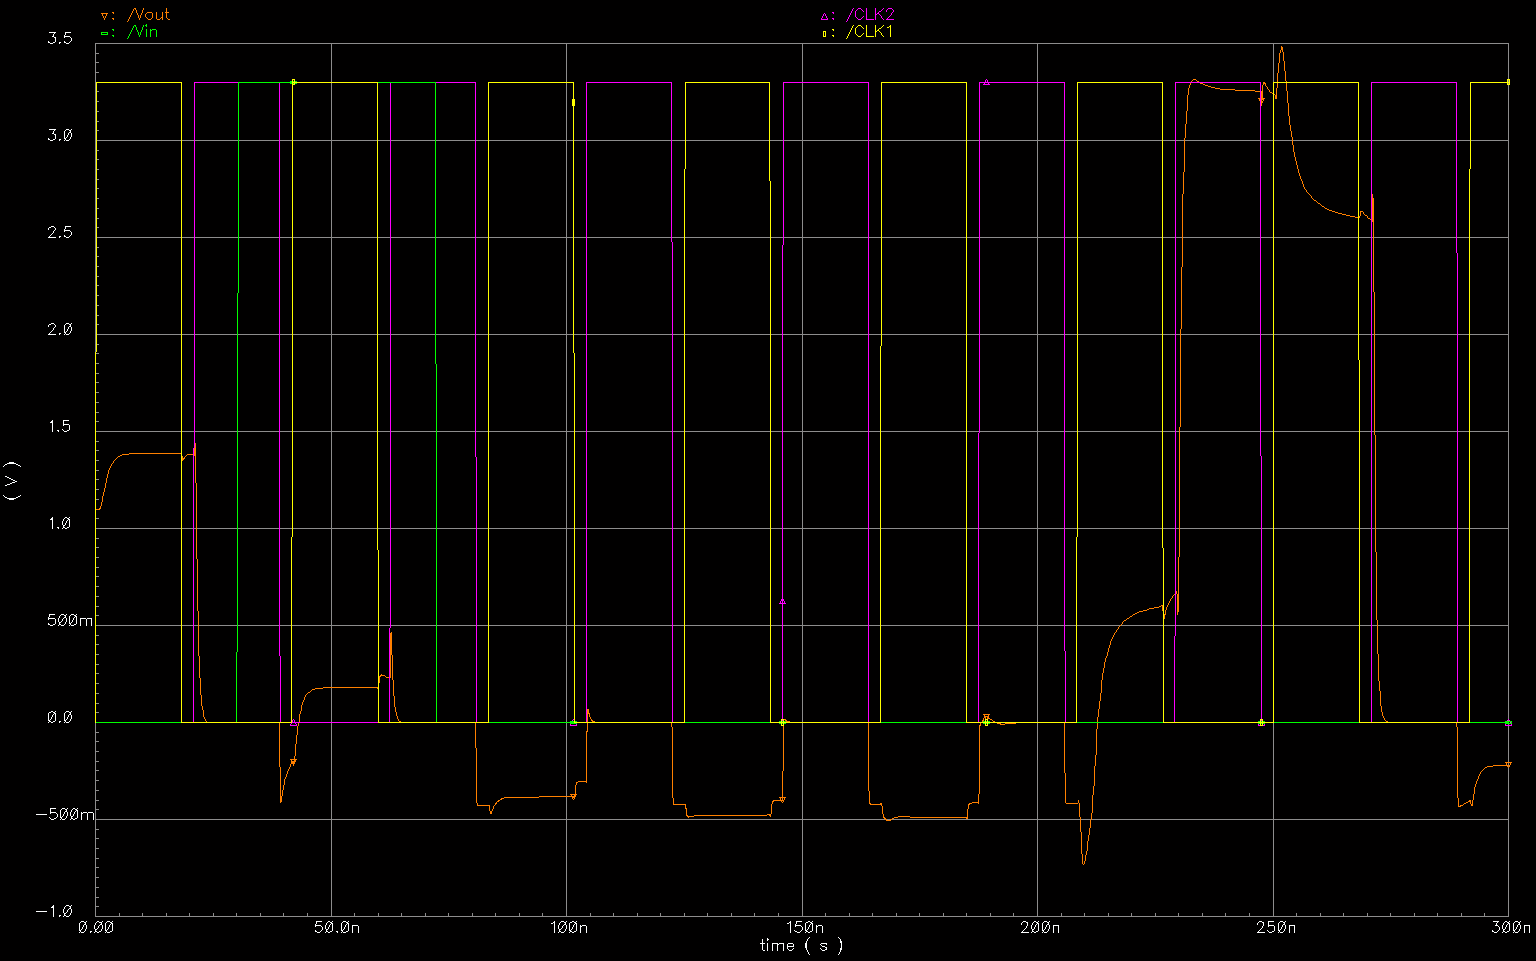 ▽: /Vout
△: /CLK2
▭: /Vin
▯: /CLK1
3.5
3.0
2.5
2.0
1.5
1.0
500m
0.0
−500m
−1.0
( V )
0.00 50.0n 100n 150n 200n 250n 300n
time ( s )